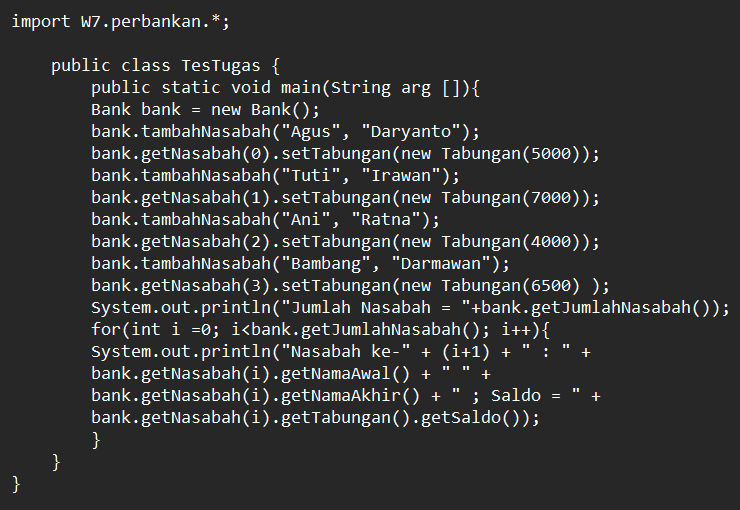 import W7.perbankan.*;
public class TesTugas {
public static void main(String arg []){
Bank bank = new Bank();
bank.tambahNasabah("Agus", "Daryanto");
bank.getNasabah(0).setTabungan(new Tabungan(5000));
bank.tambahNasabah("Tuti", "Irawan");
bank.getNasabah(1).setTabungan(new Tabungan(7000));
bank.tambahNasabah("Ani", "Ratna");
bank.getNasabah(2).setTabungan(new Tabungan(4000));
bank.tambahNasabah("Bambang", "Darmawan");
bank.getNasabah(3).setTabungan(new Tabungan(6500) );
System.out.println("Jumlah Nasabah = "+bank.getJumlahNasabah());
for(int i =0; i<bank.getJumlahNasabah(); i++){
System.out.println("Nasabah ke-" + (i+1) + " : " +
bank.getNasabah(i).getNamaAwal() + " " +
bank.getNasabah(i).getNamaAkhir() + " ; Saldo = " +
bank.getNasabah(i).getTabungan().getSaldo());
}
}
}